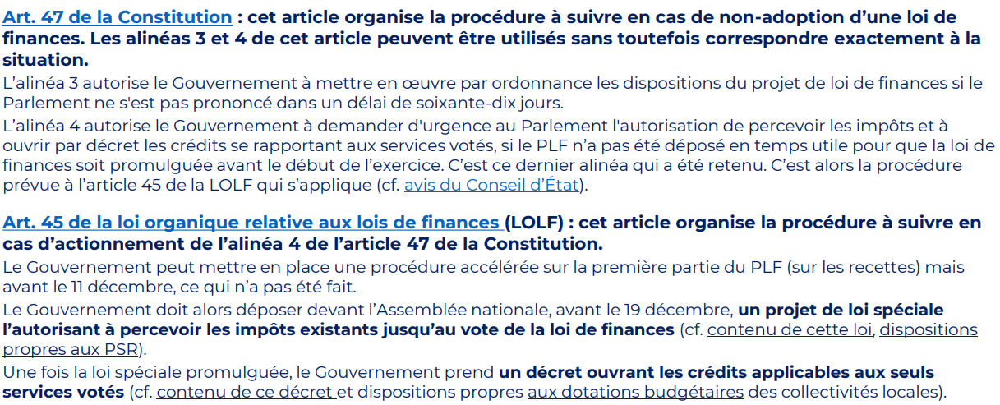 Art. 47 de la Constitution : cet article organise la procédure à suivre en cas de non-adoption d’une loi de
finances. Les alinéas 3 et 4 de cet article peuvent être utilisés sans toutefois correspondre exactement à la
situation.
L’alinéa 3 autorise le Gouvernement à mettre en œuvre par ordonnance les dispositions du projet de loi de finances si le
Parlement ne s'est pas prononcé dans un délai de soixante-dix jours.
L’alinéa 4 autorise le Gouvernement à demander d'urgence au Parlement l'autorisation de percevoir les impôts et à
ouvrir par décret les crédits se rapportant aux services votés, si le PLF n’a pas été déposé en temps utile pour que la loi de
finances soit promulguée avant le début de l’exercice. C’est ce dernier alinéa qui a été retenu. C’est alors la procédure
prévue à l’article 45 de la LOLF qui s’applique (cf. avis du Conseil d’État).
Art. 45 de la loi organique relative aux lois de finances (LOLF) : cet article organise la procédure à suivre en
cas d’actionnement de l’alinéa 4 de l’article 47 de la Constitution.
Le Gouvernement peut mettre en place une procédure accélérée sur la première partie du PLF (sur les recettes) mais
avant le 11 décembre, ce qui n’a pas été fait.
Le Gouvernement doit alors déposer devant l’Assemblée nationale, avant le 19 décembre, un projet de loi spéciale
l’autorisant à percevoir les impôts existants jusqu’au vote de la loi de finances (cf. contenu de cette loi, dispositions
propres aux PSR).
Une fois la loi spéciale promulguée, le Gouvernement prend un décret ouvrant les crédits applicables aux seuls
services votés (cf. contenu de ce décret et dispositions propres aux dotations budgétaires des collectivités locales).